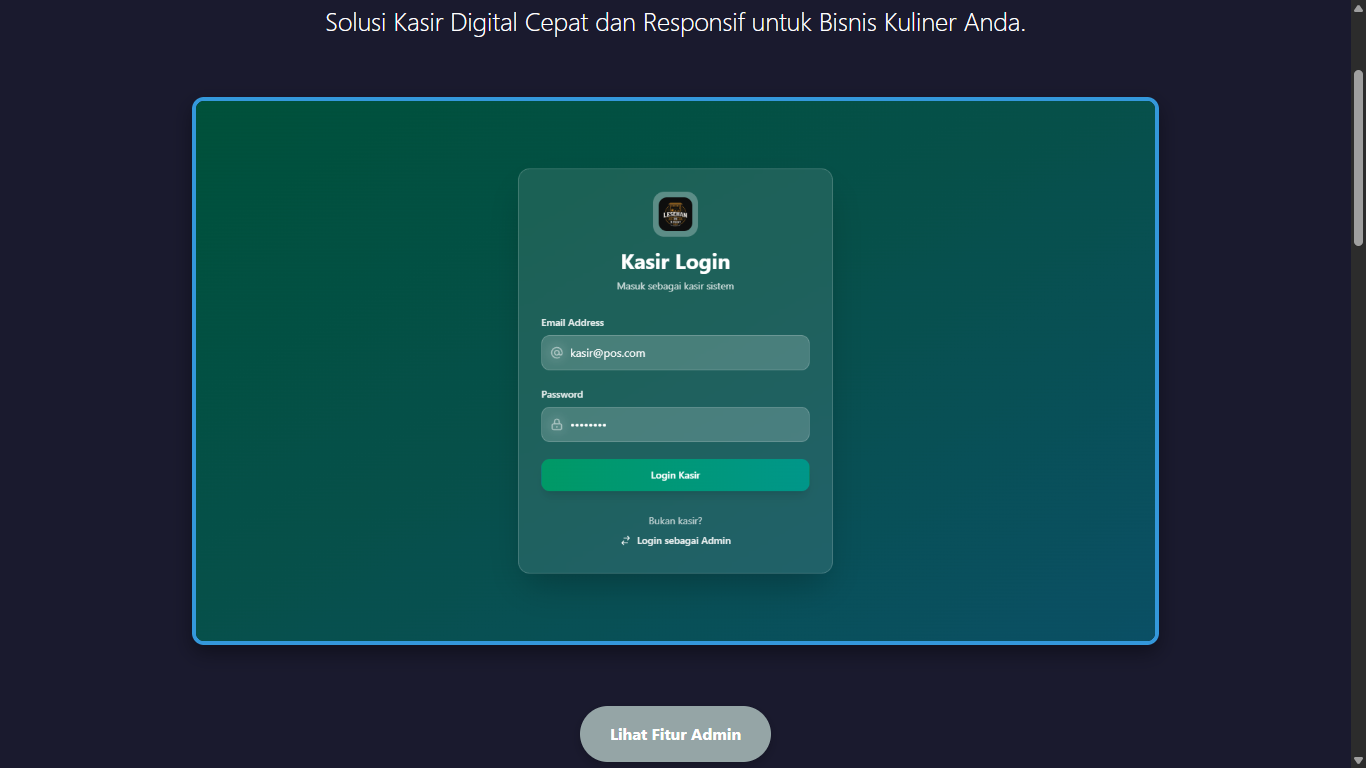 Solusi Kasir Digital Cepat dan Responsif untuk Bisnis Kuliner Anda.
LESEHAN
Kasir Login
Masuk sebagai kasir sistem
Email Address
kasir@pos.com
Password
••••••••
Login Kasir
Bukan kasir?
Login sebagai Admin
Lihat Fitur Admin